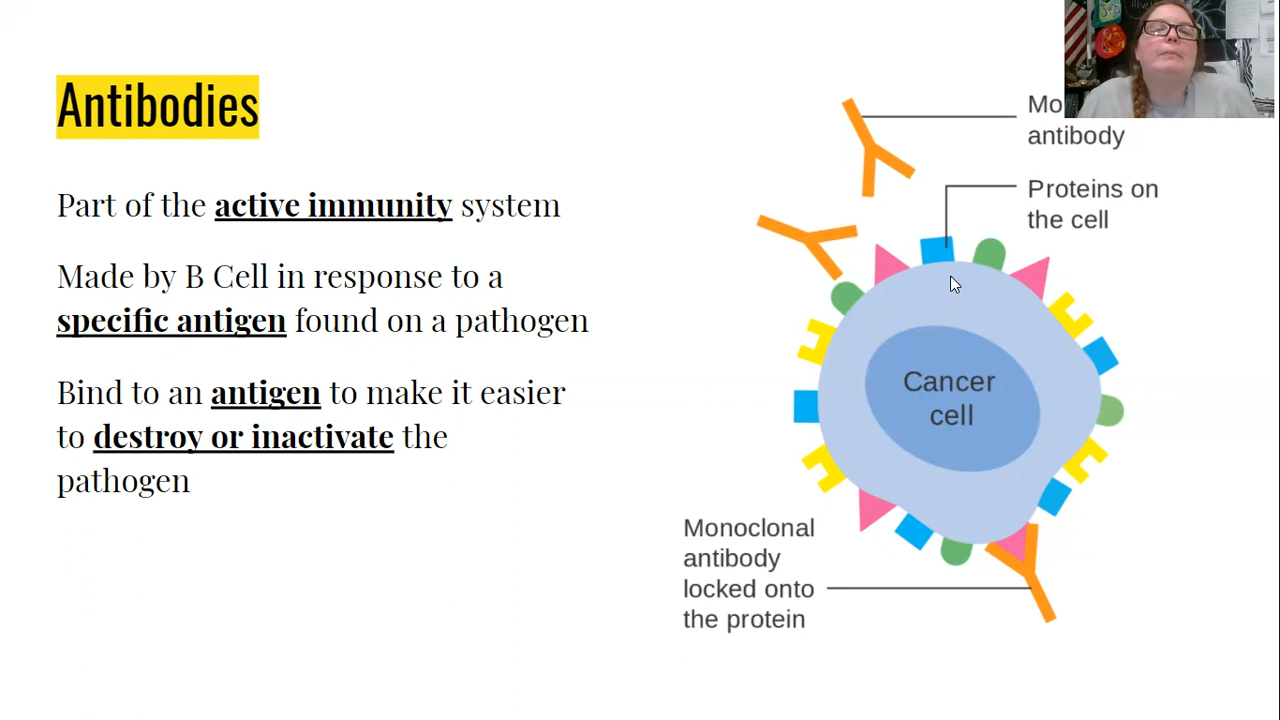 Antibodies
Part of the active immunity system
Made by B Cell in response to a
specific antigen found on a pathogen
Bind to an antigen to make it easier
to destroy or inactivate the
pathogen
antibody
Proteins on
the cell
Cancer
cell
Monoclonal
antibody
locked onto
the protein